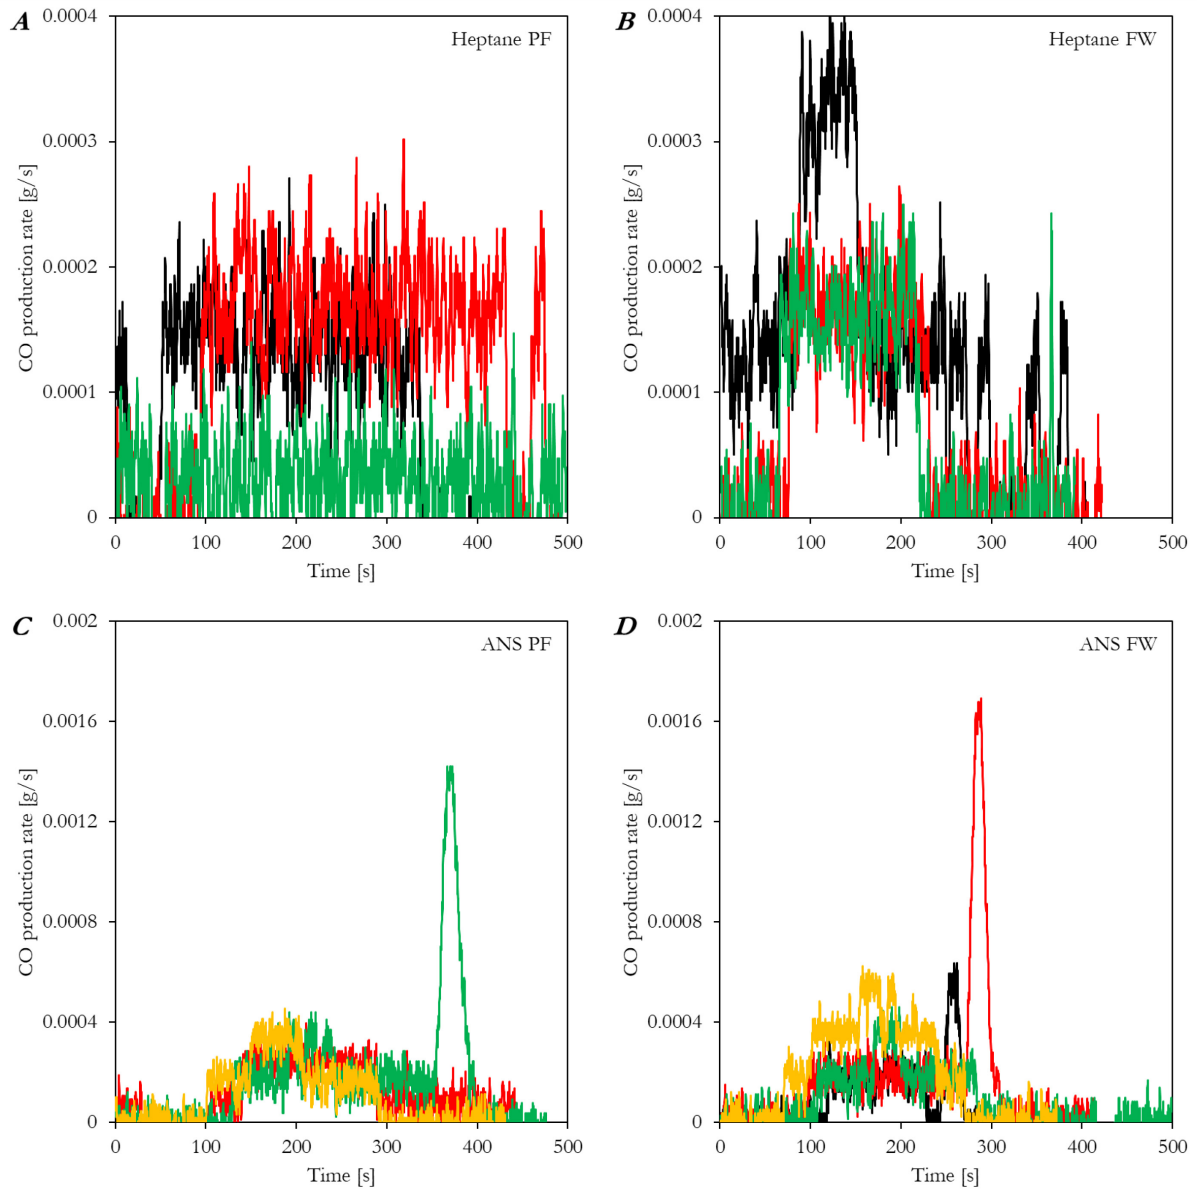 A
Heptane PF
CO production rate [g/s]
0.0004
0.0003
0.0002
0.0001
0
0 100 200 300 400 500
Time [s]
B
Heptane FW
CO production rate [g/s]
0.0004
0.0003
0.0002
0.0001
0
0 100 200 300 400 500
Time [s]
C
ANS PF
CO production rate [g/s]
0.002
0.0016
0.0012
0.0008
0.0004
0
0 100 200 300 400 500
Time [s]
D
ANS FW
CO production rate [g/s]
0.002
0.0016
0.0012
0.0008
0.0004
0
0 100 200 300 400 500
Time [s]